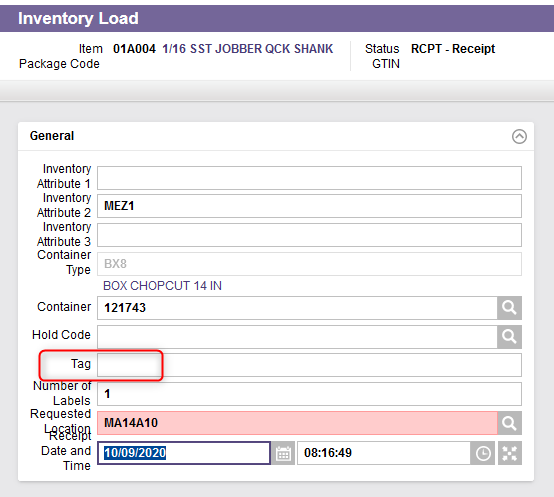 Inventory Load
Item 01A004 1/16 SST JOBBER QCK SHANK Status RCPT - Receipt
Package Code GTIN
General
Inventory
Attribute 1
Inventory
Attribute 2 MEZ1
Inventory
Attribute 3
Container
Type BX8
BOX CHOPCUT 14 IN
Container 121743
Hold Code
Tag
Number of
Labels 1
Requested
Location MA14A10
Receipt
Date and
Time 10/09/2020 08:16:49